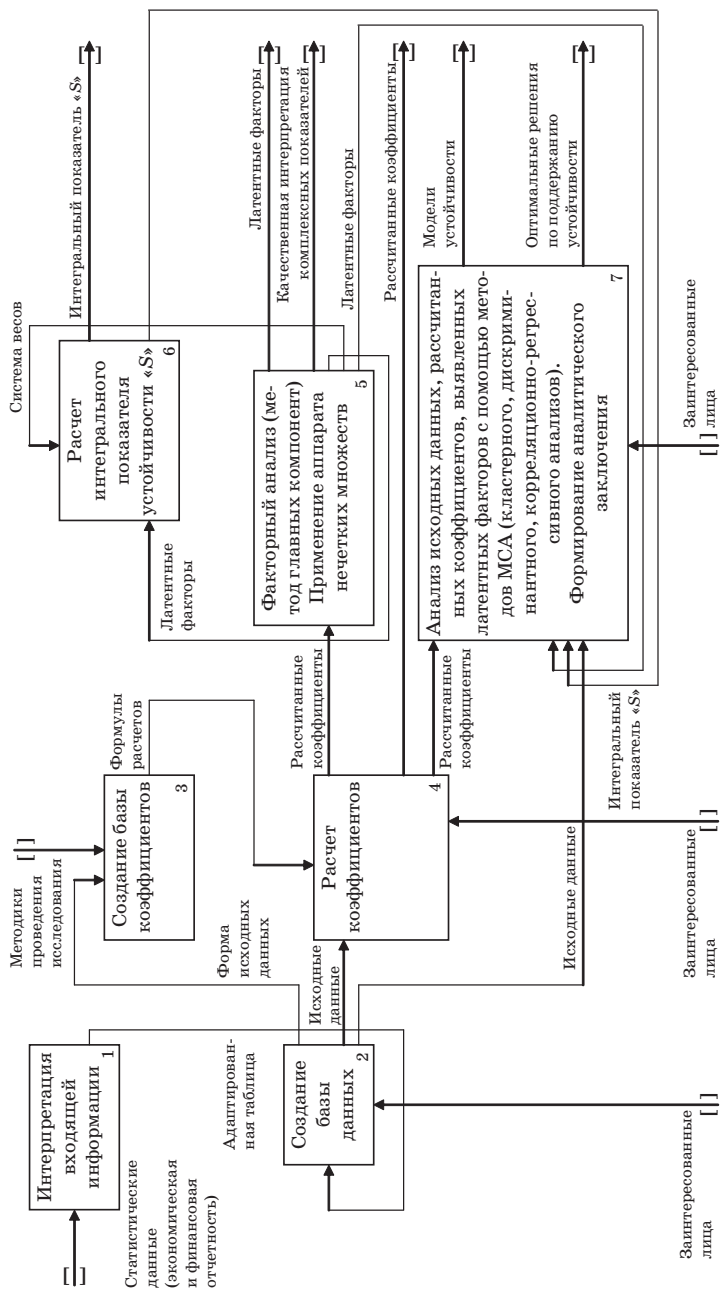 [ ]
Статистические
данные
(экономическая
и финансовая
отчетность)
Интерпретация
входящей
информации
1
Адаптирован-
ная таблица
Создание
базы
данных
2
Заинтересованные
лица
[ ]
Методики
проведения
исследования
[ ]
Форма
исходных
данных
Исходные
данные
Исходные данные
Создание базы
коэффициентов
3
Формулы
расчетов
Расчет
коэффициентов
4
Заинтересованные
лица
[ ]
Рассчитанные
коэффициенты
Рассчитанные
коэффициенты
Интегральный
показатель «S»
Латентные
факторы
Система весов
Расчет
интегрального
показателя
устойчивости «S»
6
Интегральный показатель «S»
[ ]
Факторный анализ (ме-
тод главных компонент)
Применение аппарата
нечетких множеств
5
Латентные факторы
[ ]
Качественная интерпретация
комплексных показателей
[ ]
Латентные факторы
Рассчитанные коэффициенты
[ ]
Анализ исходных данных, рассчитан-
ных коэффициентов, выявленных
латентных факторов с помощью мето-
дов МСА (кластерного, дискрими-
нантного, корреляционно-регрес-
сивного анализов).
Формирование аналитического
заключения
7
Модели
устойчивости
[ ]
Оптимальные решения
по поддержанию
устойчивости
[ ]
Заинтересованные
лица
[ ]